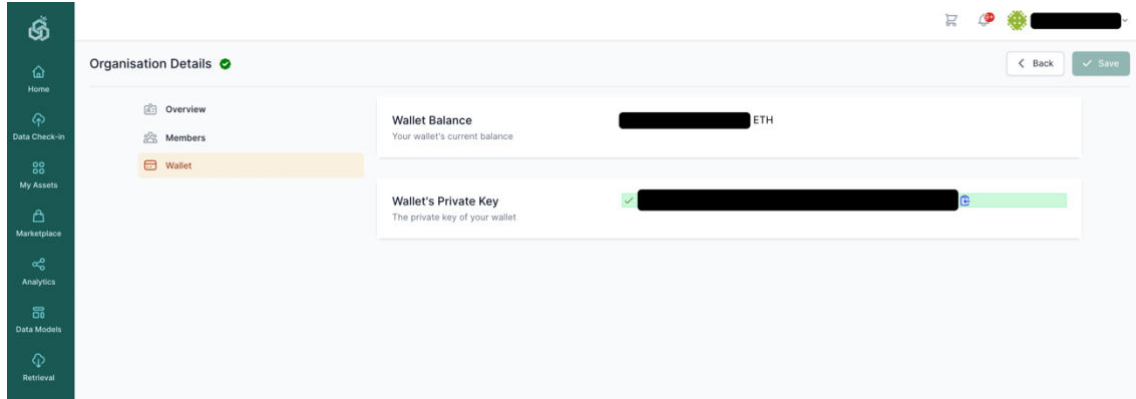 Home
Data Check-in
My Assets
Marketplace
Analytics
Data Models
Retrieval
Organisation Details
Back
Save
Overview
Members
Wallet
Wallet Balance
Your wallet's current balance
ETH
Wallet's Private Key
The private key of your wallet